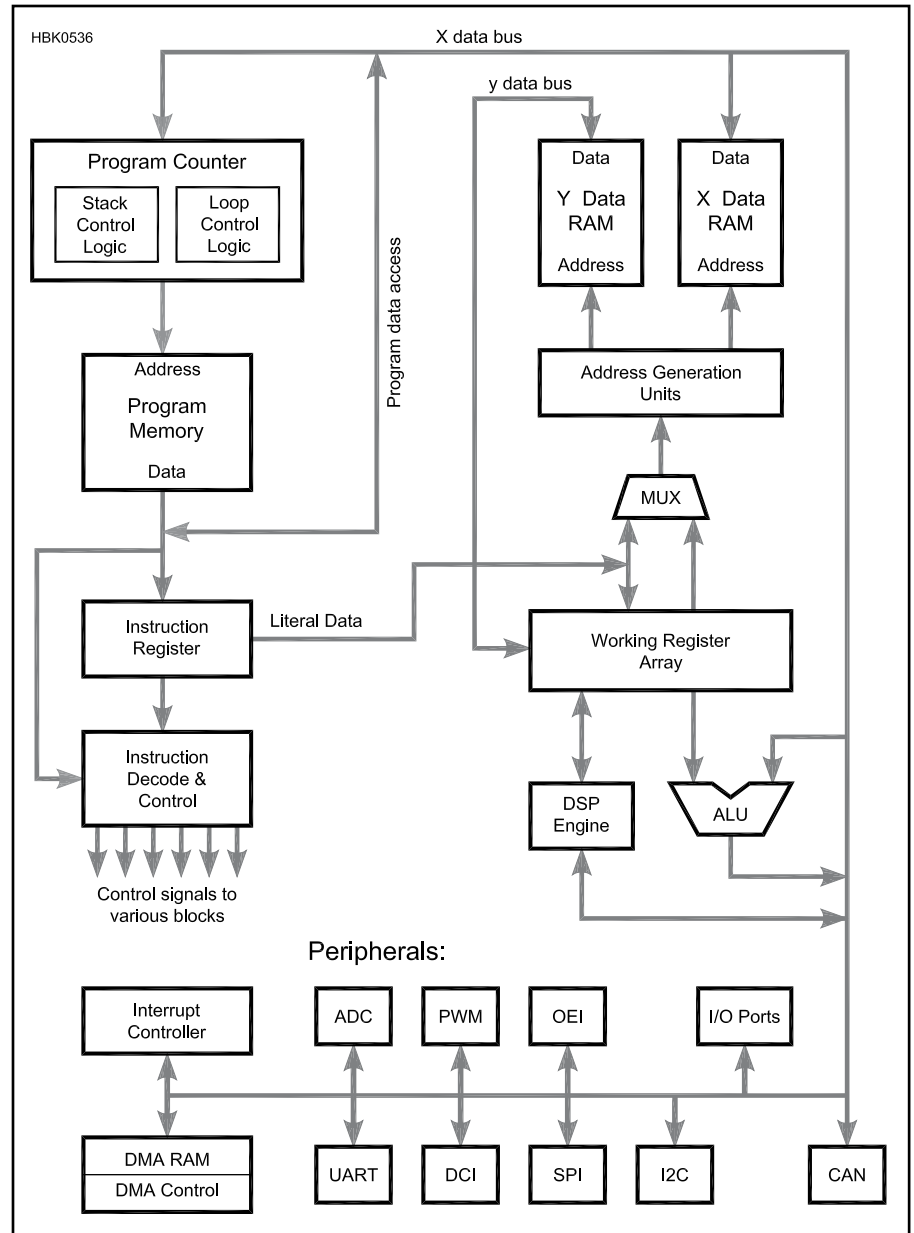 HBK0536
X data bus
y data bus
Program Counter
Stack
Control
Logic
Loop
Control
Logic
Data
Y Data
RAM
Address
Data
X Data
RAM
Address
Program data access
Address
Program
Memory
Data
Address Generation
Units
MUX
Instruction
Register
Literal Data
Working Register
Array
Instruction
Decode &
Control
DSP
Engine
ALU
Control signals to
various blocks
Peripherals:
Interrupt
Controller
ADC
PWM
OEI
I/O Ports
DMA RAM
DMA Control
UART
DCI
SPI
I2C
CAN